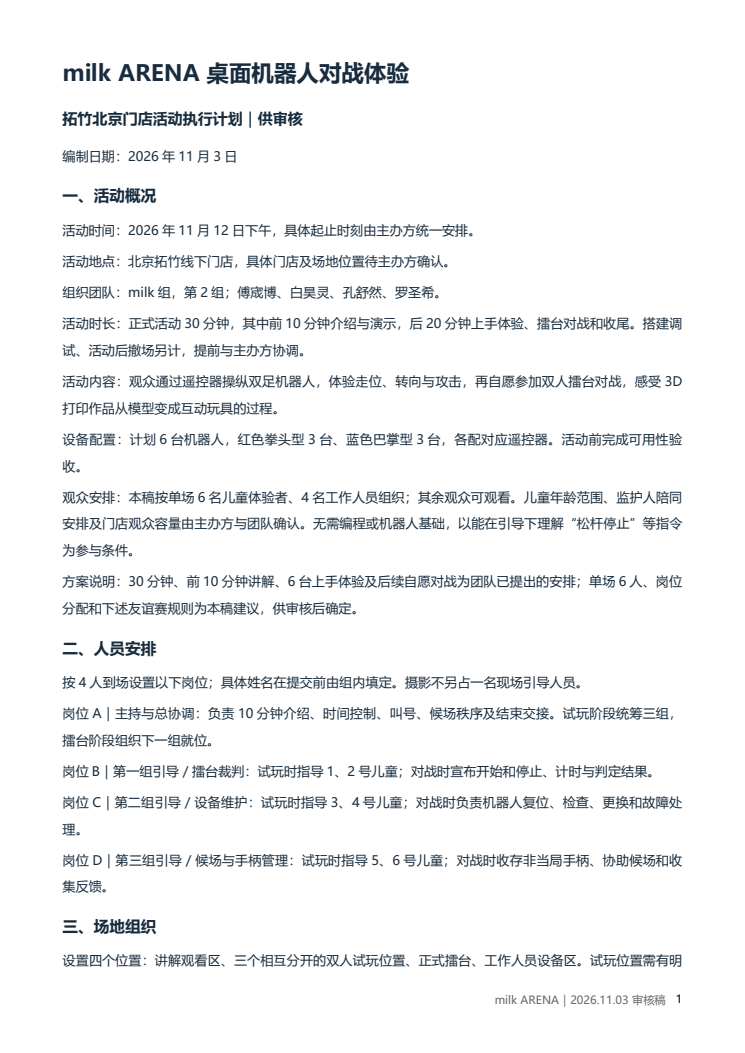 milk ARENA 桌面机器人对战体验
拓竹北京门店活动执行计划｜供审核
编制日期：2026 年 11 月 3 日
一、活动概况
活动时间：2026 年 11 月 12 日下午，具体起止时刻由主办方统一安排。
活动地点：北京拓竹线下门店，具体门店及场地位置待主办方确认。
组织团队：milk 组，第 2 组；傅宬博、白昊灵、孔舒然、罗圣希。
活动时长：正式活动 30 分钟，其中前 10 分钟介绍与演示，后 20 分钟上手体验、擂台对战和收尾。搭建调
试、活动后撤场另计，提前与主办方协调。
活动内容：观众通过遥控器操纵双足机器人，体验走位、转向与攻击，再自愿参加双人擂台对战，感受 3D
打印作品从模型变成互动玩具的过程。
设备配置：计划 6 台机器人，红色拳头型 3 台、蓝色巴掌型 3 台，各配对应遥控器。活动前完成可用性验
收。
观众安排：本稿按单场 6 名儿童体验者、4 名工作人员组织；其余观众可观看。儿童年龄范围、监护人陪同
安排及门店观众容量由主办方与团队确认。无需编程或机器人基础，以能在引导下理解“松杆停止”等指令
为参与条件。
方案说明：30 分钟、前 10 分钟讲解、6 台上手体验及后续自愿对战为团队已提出的安排；单场 6 人、岗位
分配和下述友谊赛规则为本稿建议，供审核后确定。
二、人员安排
按 4 人到场设置以下岗位；具体姓名在提交前由组内填定。摄影不另占一名现场引导人员。
岗位 A｜主持与总协调：负责 10 分钟介绍、时间控制、叫号、候场秩序及结束交接。试玩阶段统筹三组，
擂台阶段组织下一组就位。
岗位 B｜第一组引导 / 擂台裁判：试玩时指导 1、2 号儿童；对战时宣布开始和停止、计时与判定结果。
岗位 C｜第二组引导 / 设备维护：试玩时指导 3、4 号儿童；对战时负责机器人复位、检查、更换和故障处
理。
岗位 D｜第三组引导 / 候场与手柄管理：试玩时指导 5、6 号儿童；对战时收存非当局手柄、协助候场和收
集反馈。
三、场地组织
设置四个位置：讲解观看区、三个相互分开的双人试玩位置、正式擂台、工作人员设备区。试玩位置需有明
milk ARENA｜2026.11.03 审核稿 1